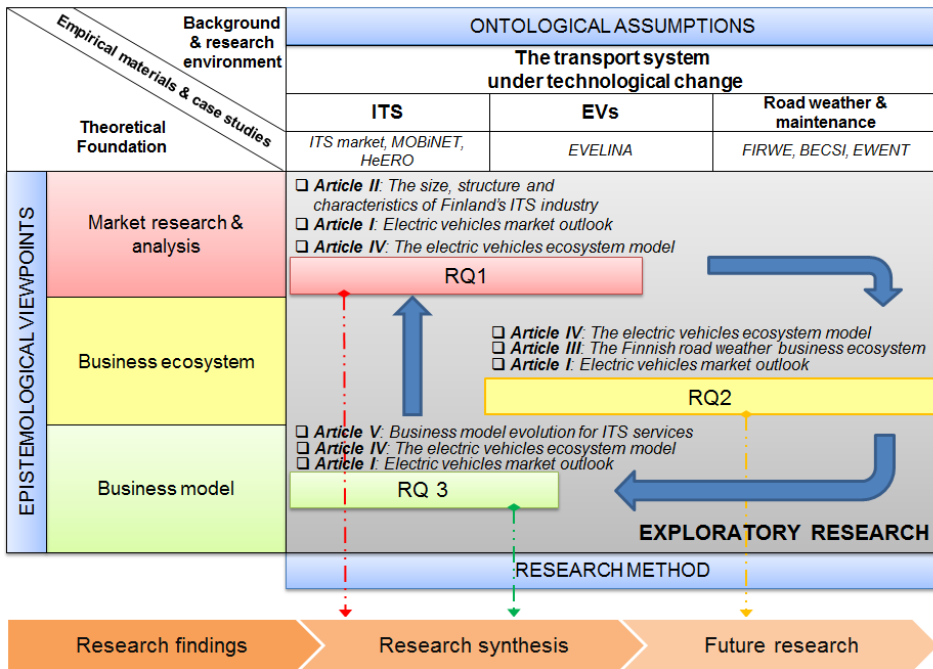 Background
& research
environment
Empirical materials & case studies
Theoretical
Foundation
ONTOLOGICAL ASSUMPTIONS
The transport system
under technological change
ITS
EVs
Road weather &
maintenance
ITS market, MOBiNET,
HeERO
EVELINA
FIRWE, BECSI, EWENT
EPISTEMOLOGICAL VIEWPOINTS
Market research &
analysis
❑ Article II: The size, structure and
characteristics of Finland's ITS industry
❑ Article I: Electric vehicles market outlook
❑ Article IV: The electric vehicles ecosystem model
RQ1
Business ecosystem
❑ Article IV: The electric vehicles ecosystem model
❑ Article III: The Finnish road weather business ecosystem
❑ Article I: Electric vehicles market outlook
RQ2
Business model
❑ Article V: Business model evolution for ITS services
❑ Article IV: The electric vehicles ecosystem model
❑ Article I: Electric vehicles market outlook
RQ 3
EXPLORATORY RESEARCH
RESEARCH METHOD
Research findings
Research synthesis
Future research